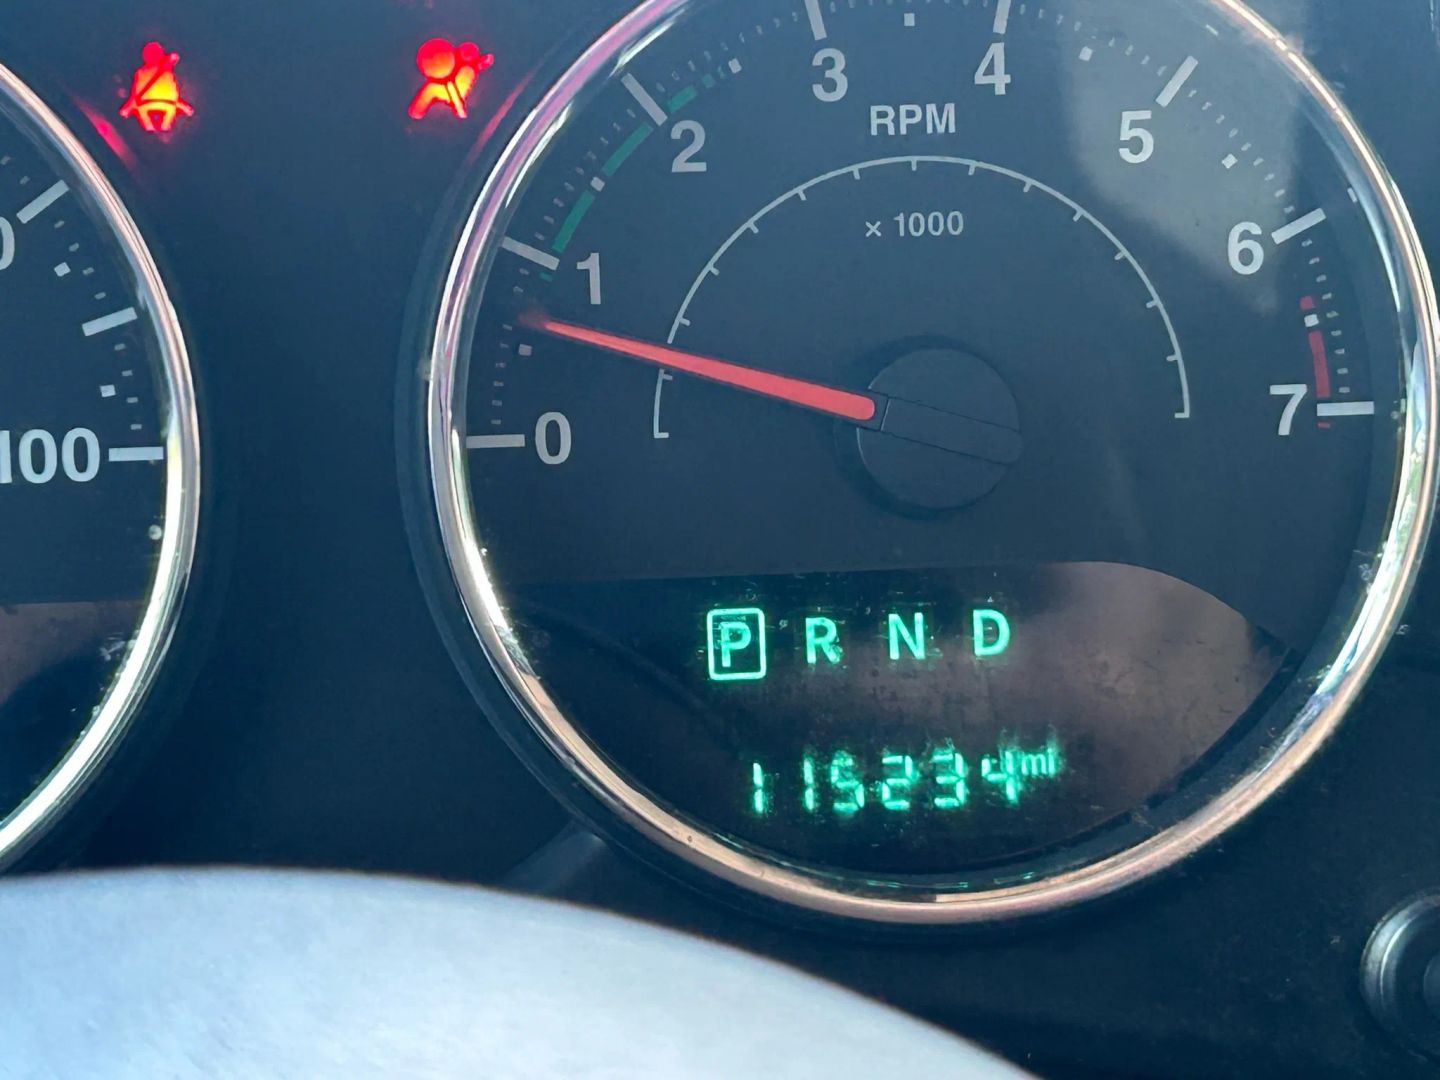 3 4
2 RPM 5
1 × 1000 6
100 0 7
P R N D
115234 mi